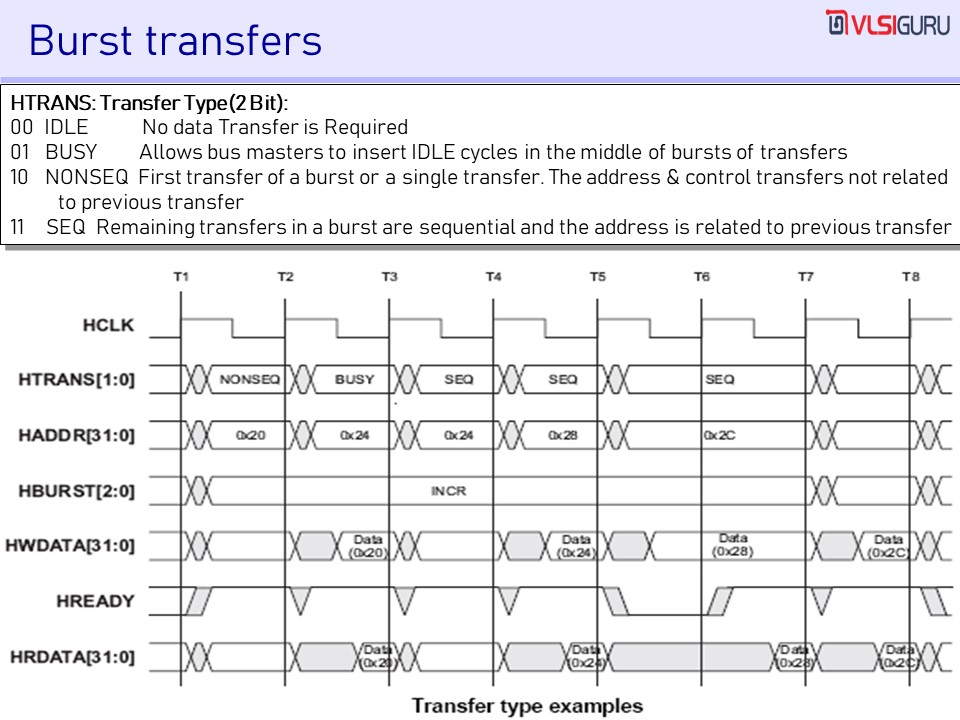 Burst transfers
VLSIGURU
HTRANS: Transfer Type(2 Bit):
00 IDLE No data Transfer is Required
01 BUSY Allows bus masters to insert IDLE cycles in the middle of bursts of transfers
10 NONSEQ First transfer of a burst or a single transfer. The address & control transfers not related
to previous transfer
11 SEQ Remaining transfers in a burst are sequential and the address is related to previous transfer
T1 T2 T3 T4 T5 T6 T7 T8
HCLK
HTRANS[1:0] NONSEQ BUSY SEQ SEQ SEQ
HADDR[31:0] 0x20 0x24 0x24 0x28 0x2C
HBURST[2:0] INCR
HWDATA[31:0] Data (0x20) Data (0x24) Data (0x28) Data (0x2C)
HREADY
HRDATA[31:0] Data (0x20) Data (0x24) Data (0x28) Data (0x2C)
Transfer type examples